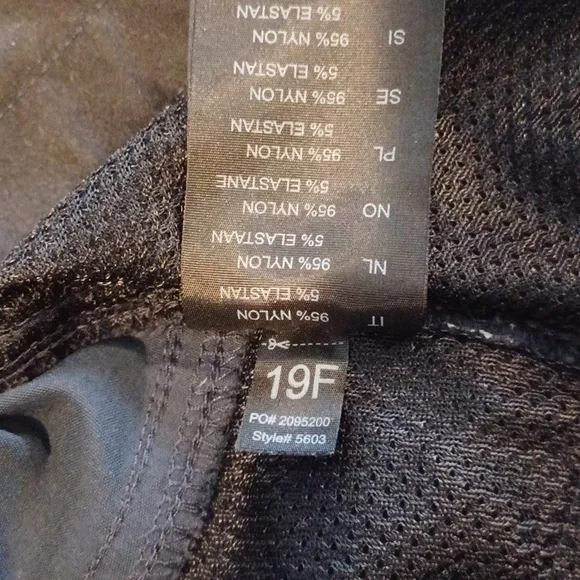 IT 95% NYLON
5% ELASTAN
NL 95% NYLON
5% ELASTAAN
NO 95% NYLON
5% ELASTANE
PL 95% NYLON
5% ELASTAN
SE 95% NYLON
5% ELASTAN
SI 95% NYLON
5% ELASTAN
19F
PO# 2095200
Style# 5603